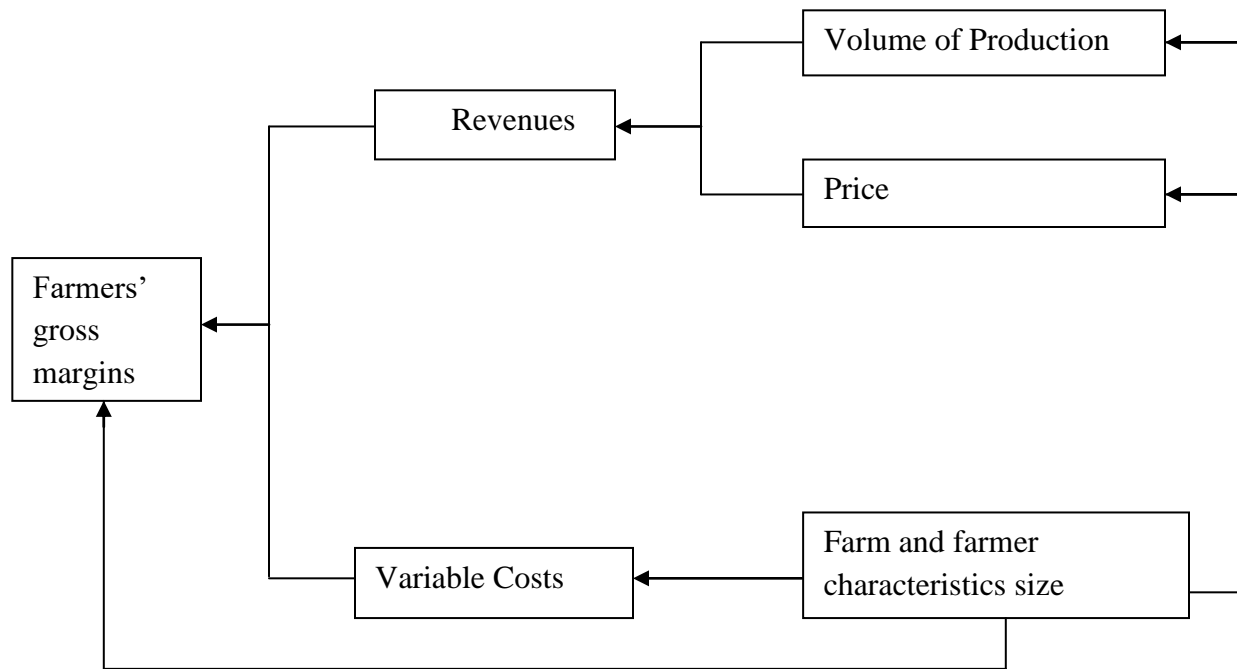 Volume of Production
Revenues
Price
Farmers’
gross
margins
Farm and farmer
characteristics size
Variable Costs